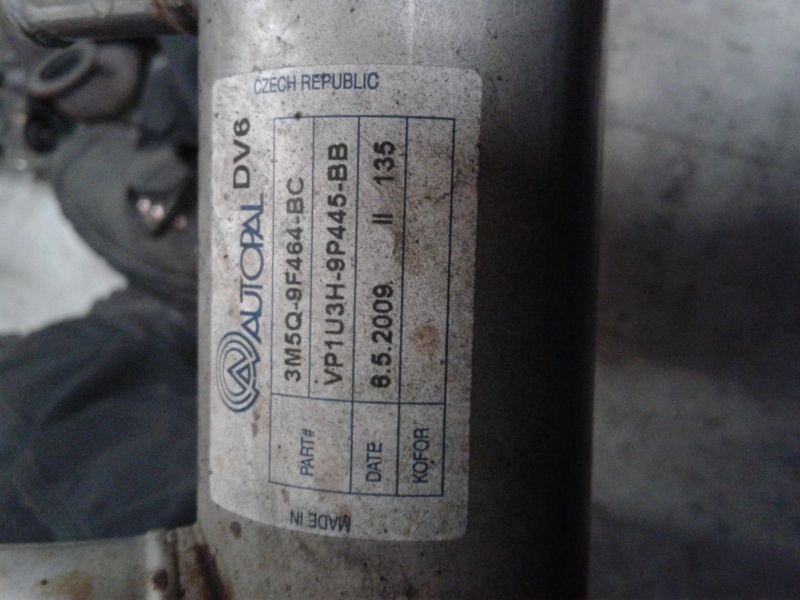 CZECH REPUBLIC
AUTOPAL DV6
PART# 3M5Q-9F464-BC
VP1U3H-9P445-BB
DATE 6.5.2009 II 135
KOFOR
MADE IN